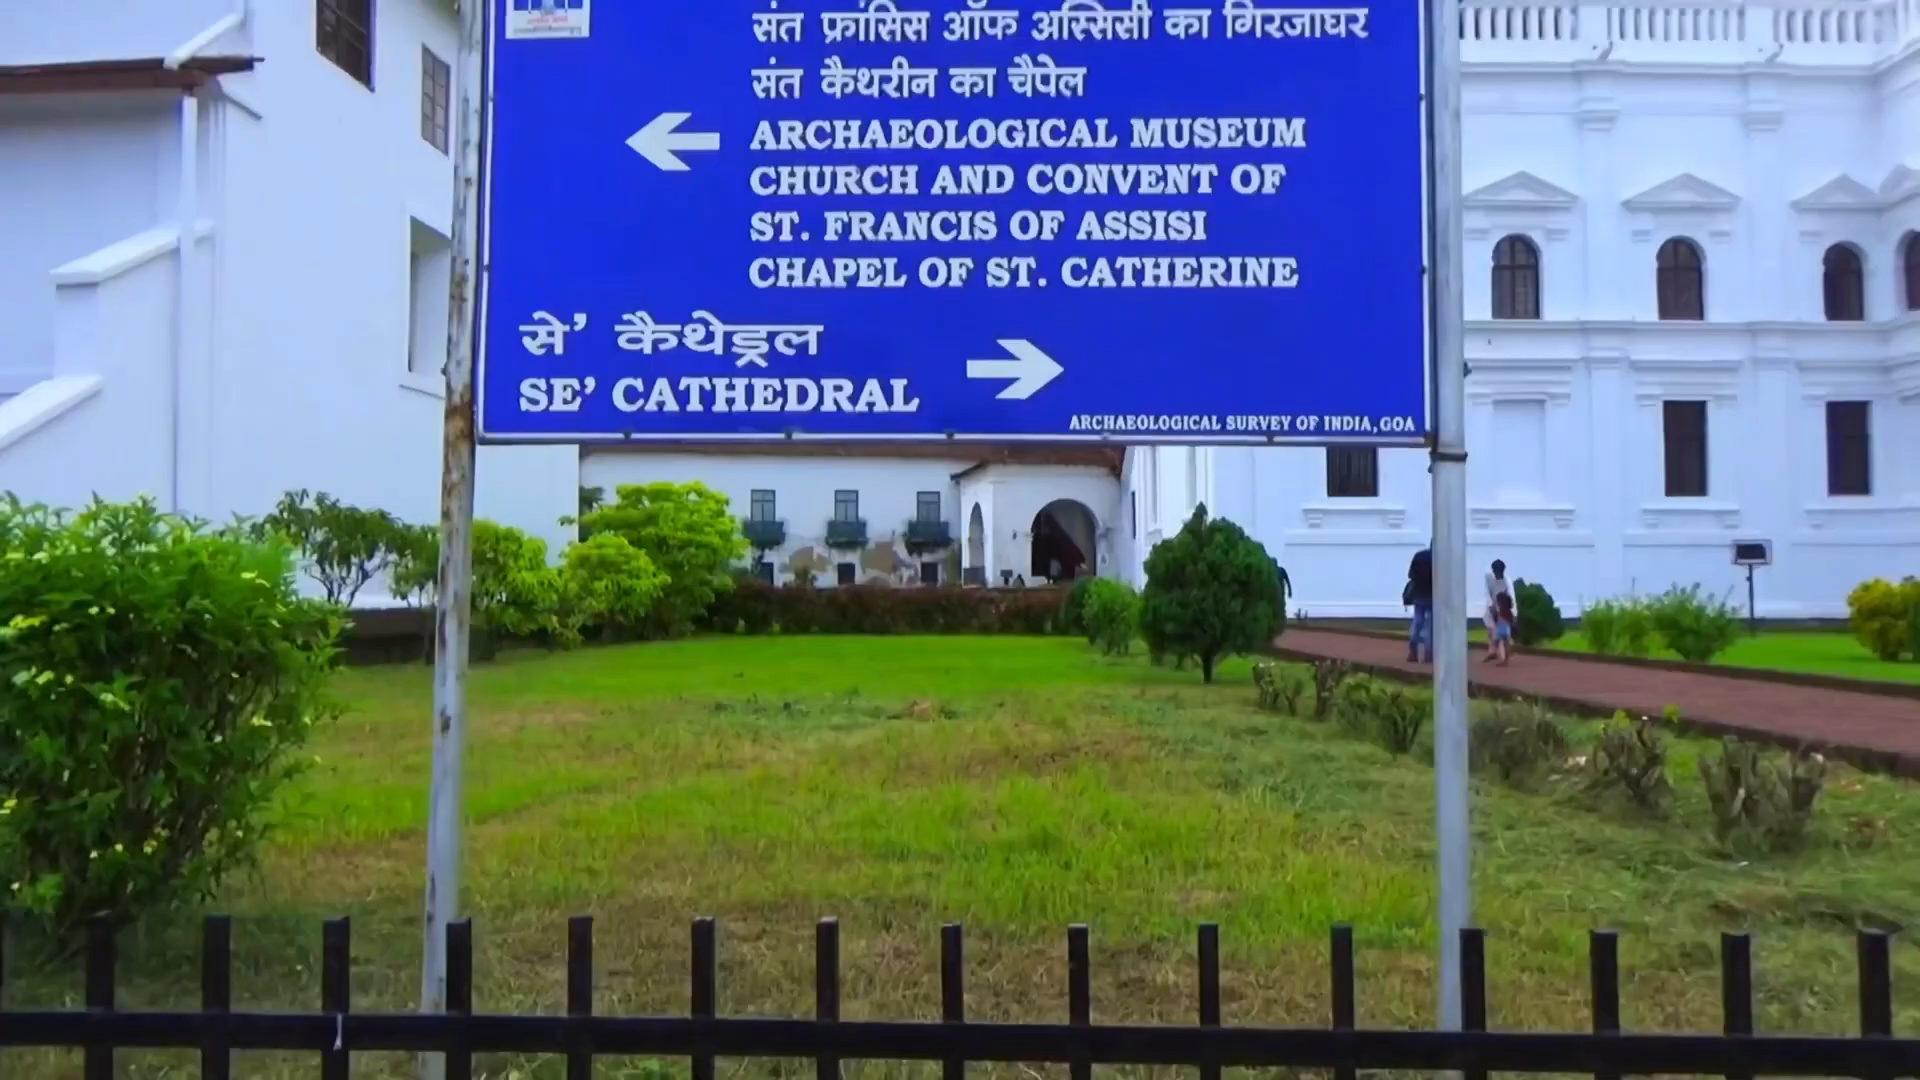 संत फ्रांसिस ऑफ अस्सिसी का गिरजाघर
संत कैथरीन का चैपेल
ARCHAEOLOGICAL MUSEUM
CHURCH AND CONVENT OF
ST. FRANCIS OF ASSISI
CHAPEL OF ST. CATHERINE
से' कैथेड्रल
SE' CATHEDRAL
ARCHAEOLOGICAL SURVEY OF INDIA, GOA